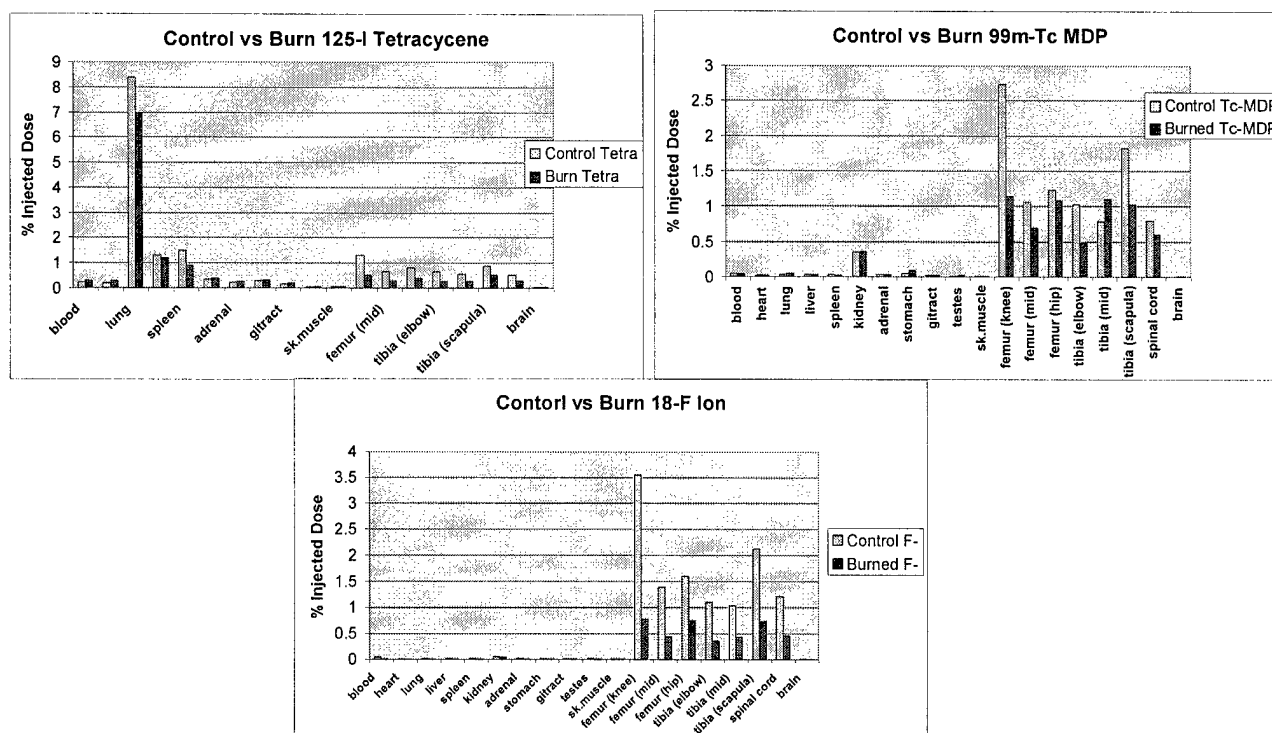 Control vs Burn 125-I Tetracycene
% Injected Dose
9
8
7
6
5
4
3
2
1
0
blood
lung
spleen
adrenal
gitract
sk.muscle
femur (mid)
tibia (elbow)
tibia (scapula)
brain
Control Tetra
Burn Tetra
Control vs Burn 99m-Tc MDP
% Injected Dose
3
2.5
2
1.5
1
0.5
0
blood
heart
lung
liver
spleen
kidney
adrenal
stomach
gitract
testes
sk.muscle
femur (knee)
femur (mid)
femur (hip)
tibia (elbow)
tibia (mid)
tibia (scapula)
spinal cord
brain
Control Tc-MDP
Burned Tc-MDP
Contorl vs Burn 18-F Ion
% Injected Dose
4
3.5
3
2.5
2
1.5
1
0.5
0
blood
heart
lung
liver
spleen
kidney
adrenal
stomach
gitract
testes
sk.muscle
femur (knee)
femur (mid)
femur (hip)
tibia (elbow)
tibia (mid)
tibia (scapula)
spinal cord
brain
Control F-
Burned F-